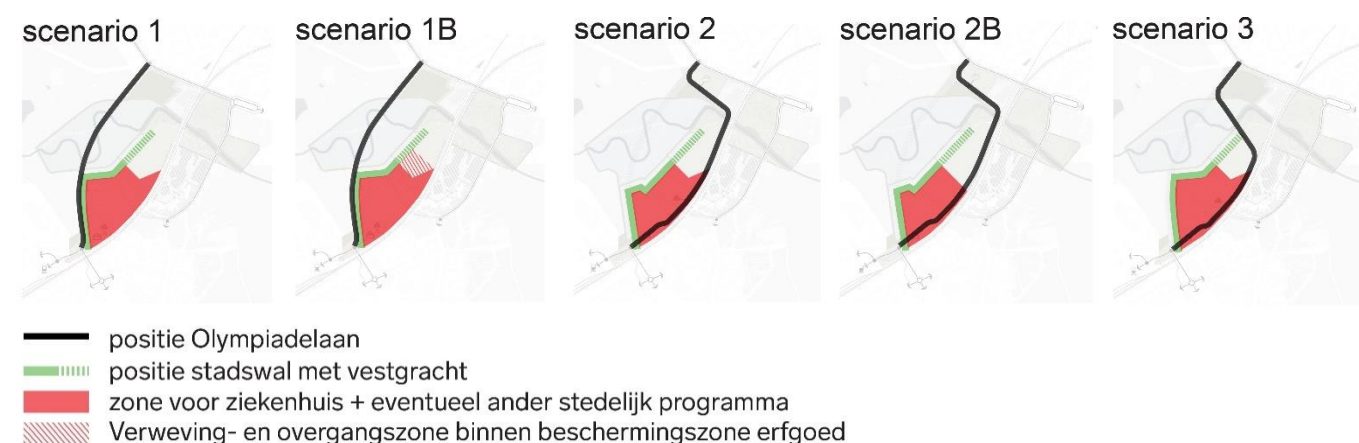 scenario 1
scenario 1B
scenario 2
scenario 2B
scenario 3
positie Olympiadelaan
positie stadswal met vestgracht
zone voor ziekenhuis + eventueel ander stedelijk programma
Verweving- en overgangszone binnen beschermingszone erfgoed